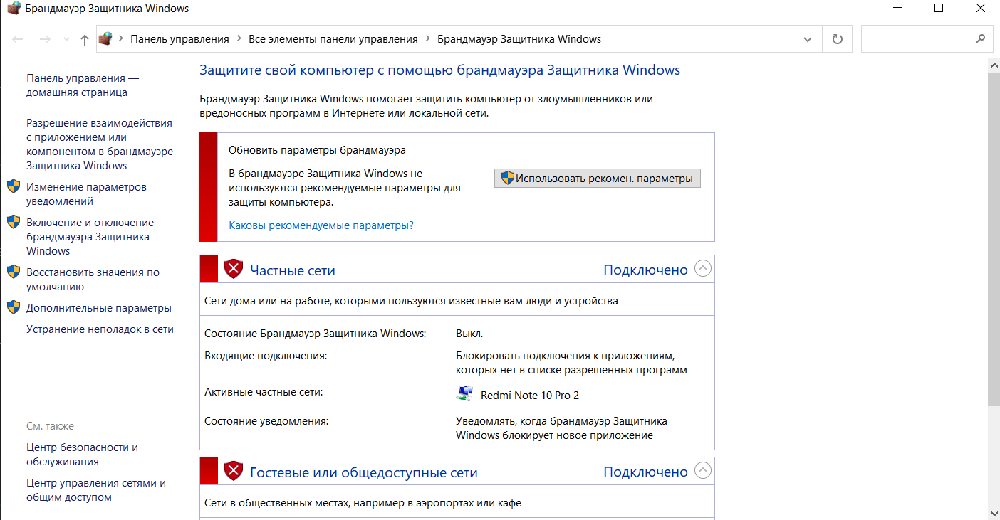 Брандмауэр Защитника Windows
Панель управления > Все элементы панели управления > Брандмауэр Защитника Windows
Панель управления —
домашняя страница
Разрешение взаимодействия
с приложением или
компонентом в брандмауэре
Защитника Windows
Изменение параметров
уведомлений
Включение и отключение
брандмауэра Защитника
Windows
Восстановить значения по
умолчанию
Дополнительные параметры
Устранение неполадок в сети
См. также
Центр безопасности и
обслуживания
Центр управления сетями и
общим доступом
Защитите свой компьютер с помощью брандмауэра Защитника Windows
Брандмауэр Защитника Windows помогает защитить компьютер от злоумышленников или
вредоносных программ в Интернете или локальной сети.
Обновить параметры брандмауэра
В брандмауэре Защитника Windows не
используются рекомендуемые параметры для
защиты компьютера.
Использовать рекомен. параметры
Каковы рекомендуемые параметры?
Частные сети Подключено
Сети дома или на работе, которыми пользуются известные вам люди и устройства
Состояние Брандмауэр Защитника Windows: Выкл.
Входящие подключения: Блокировать подключения к приложениям,
которых нет в списке разрешенных программ
Активные частные сети: Redmi Note 10 Pro 2
Состояние уведомления: Уведомлять, когда брандмауэр Защитника
Windows блокирует новое приложение
Гостевые или общедоступные сети Подключено
Сети в общественных местах, например в аэропортах или кафе